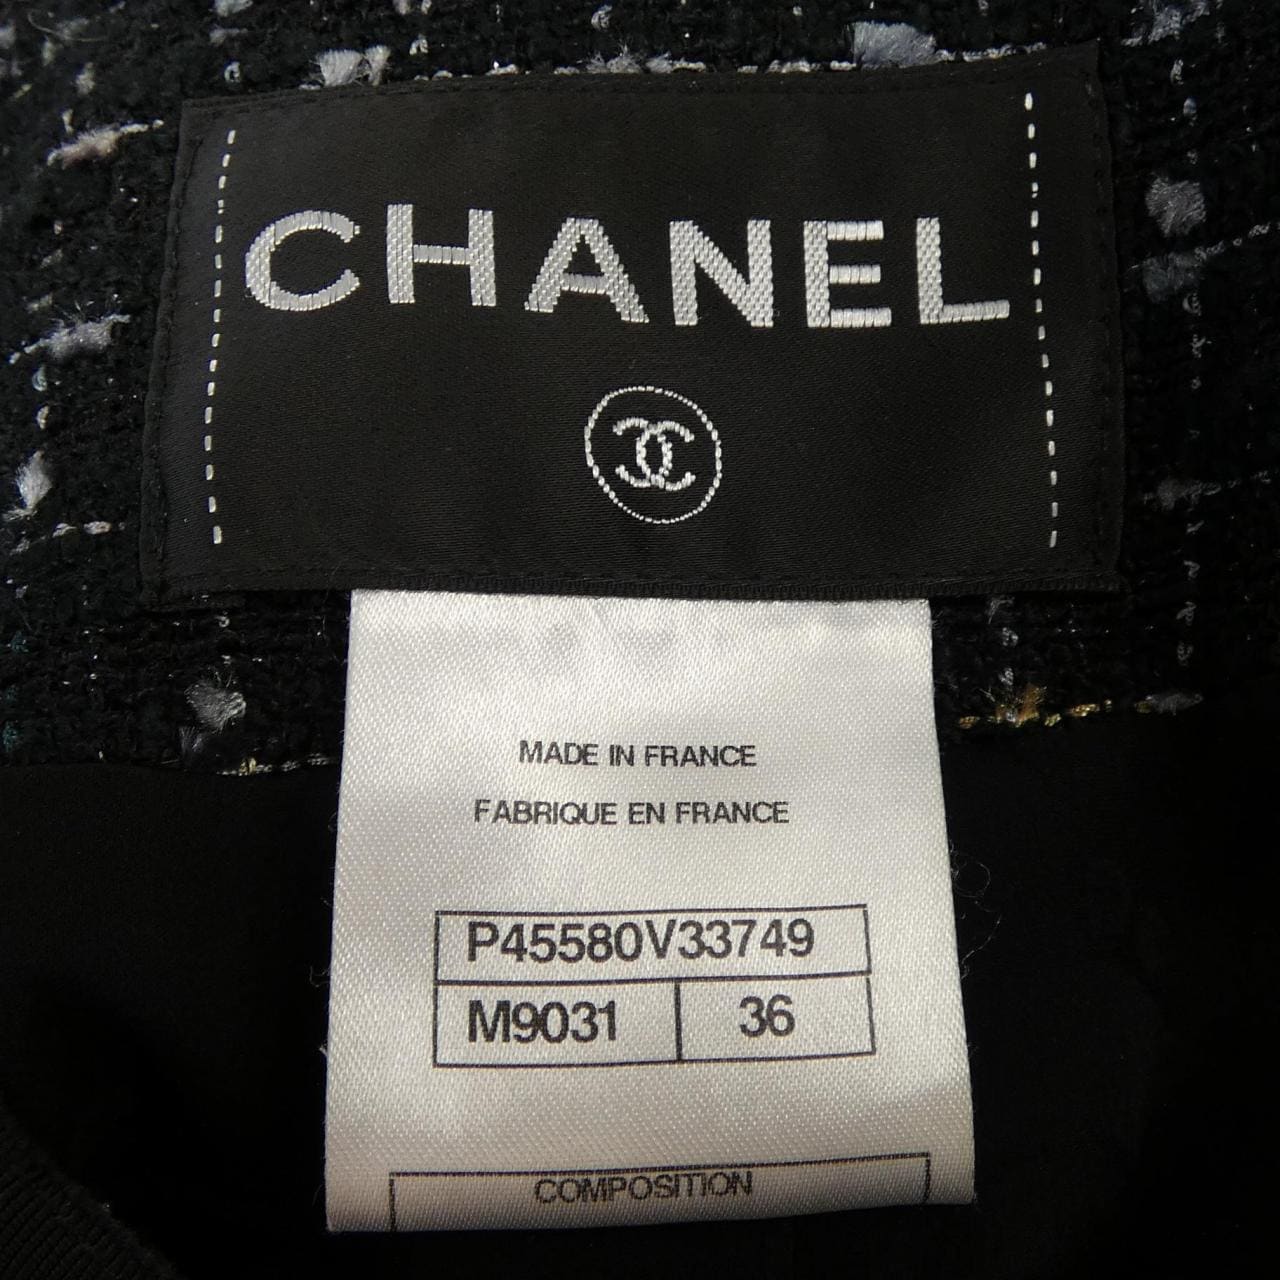 CHANEL
MADE IN FRANCE
FABRIQUE EN FRANCE
P45580V33749
M9031 36
COMPOSITION